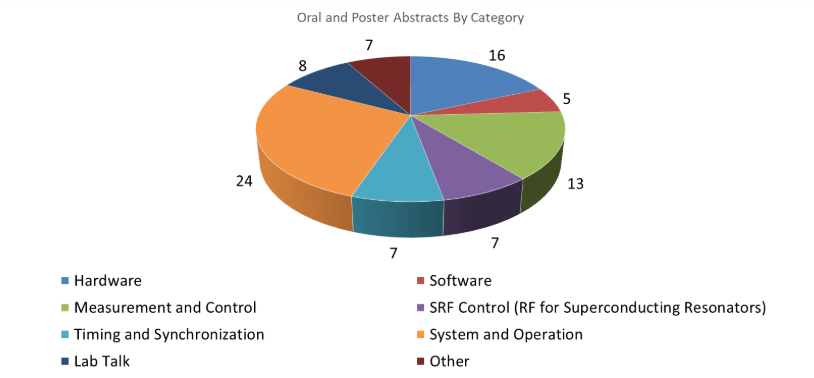 Oral and Poster Abstracts By Category
7
16
8
5
24
13
7
7
Hardware
Software
Measurement and Control
SRF Control (RF for Superconducting Resonators)
Timing and Synchronization
System and Operation
Lab Talk
Other